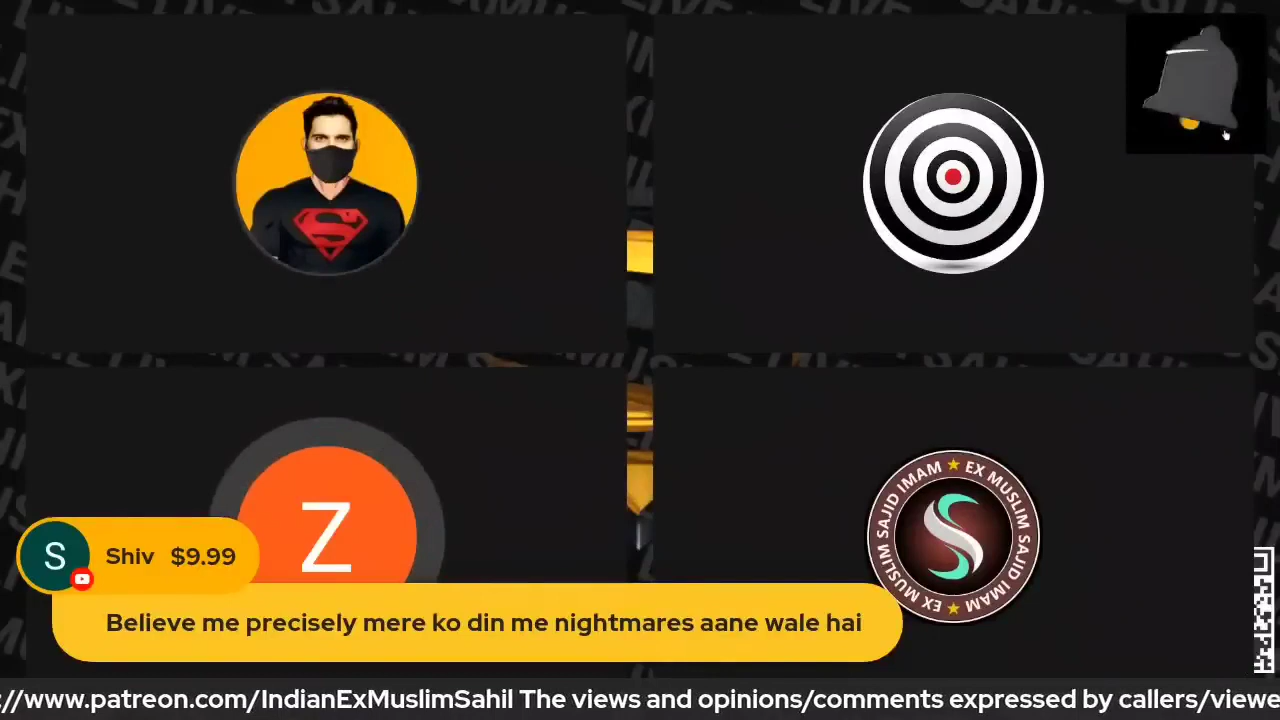 Z
S
Shiv $9.99
Believe me precisely mere ko din me nightmares aane wale hai
EX MUSLIM SAJID IMAM ★ EX MUSLIM SAJID IMAM ★
://www.patreon.com/IndianExMuslimSahil The views and opinions/comments expressed by callers/viewe